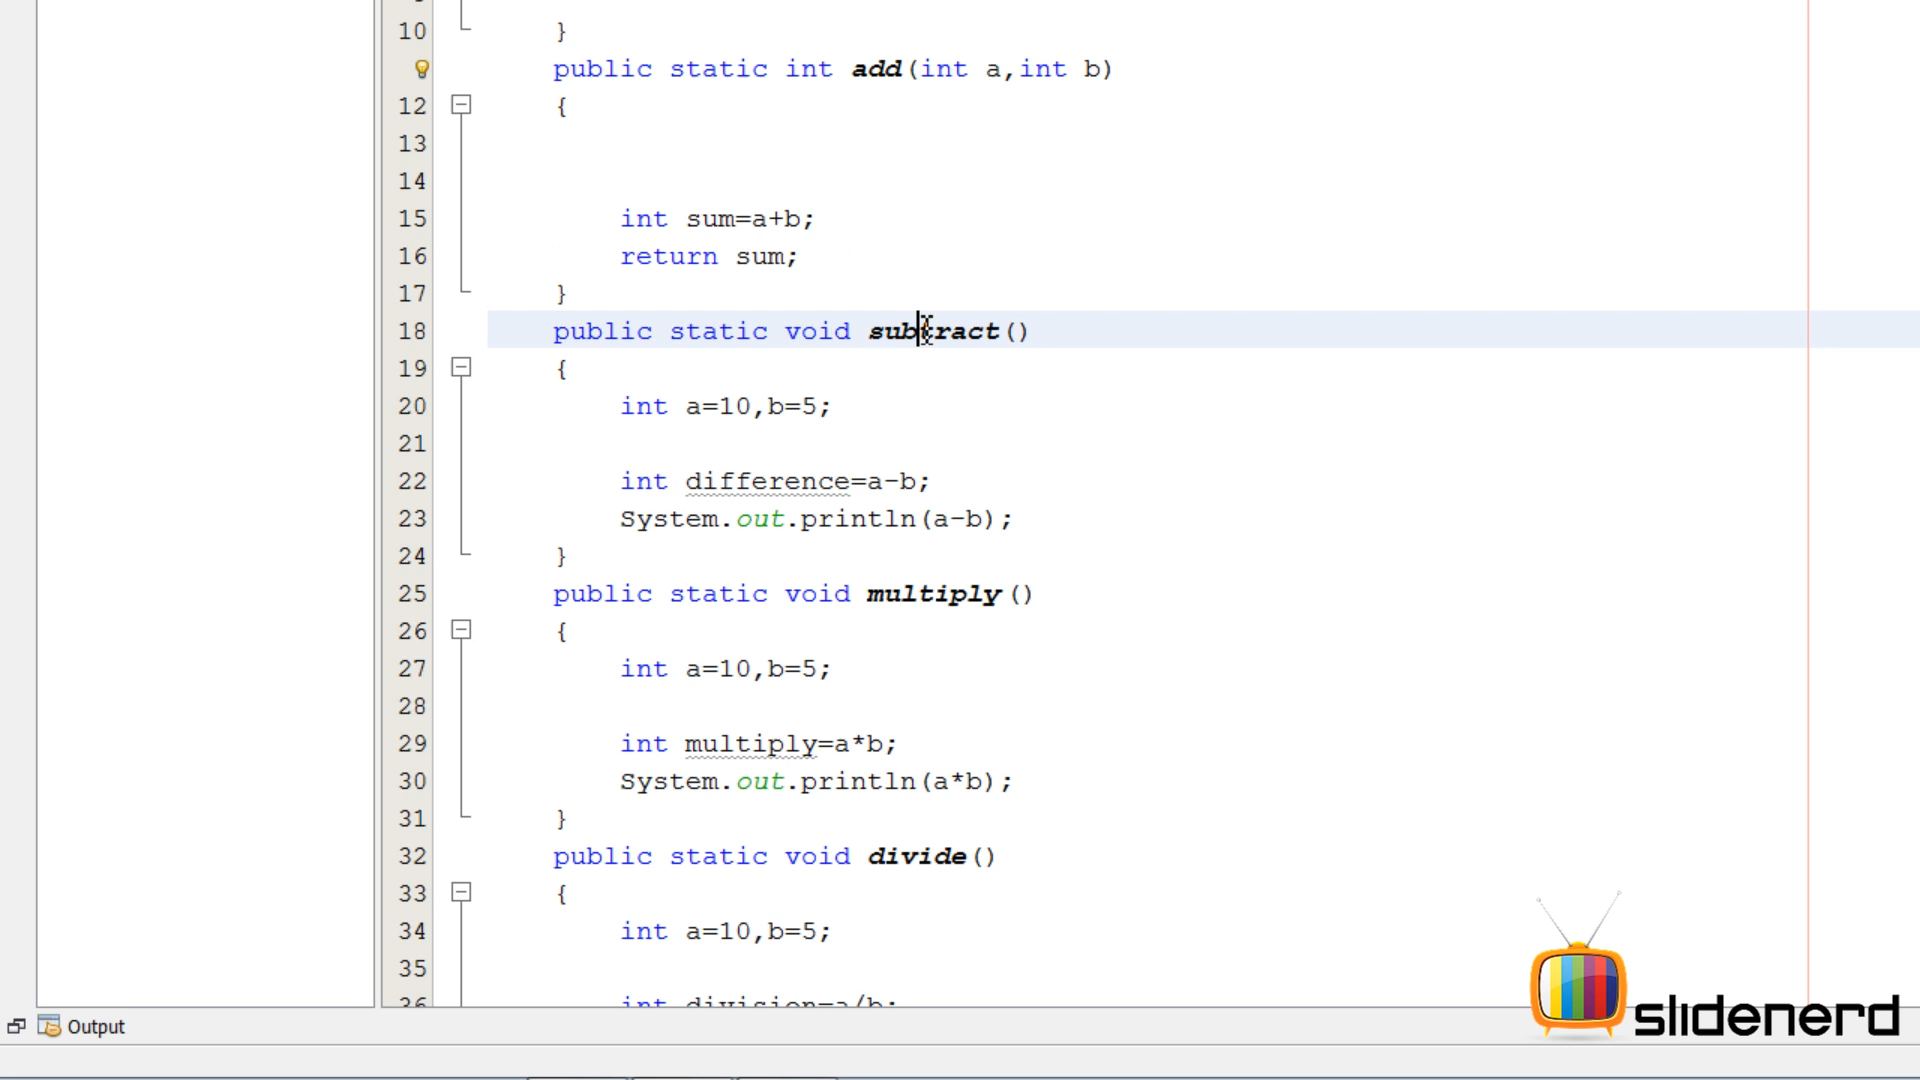 10 }
public static int add(int a,int b)
12 {
13
14
15 int sum=a+b;
16 return sum;
17 }
18 public static void subtract()
19 {
20 int a=10,b=5;
21
22 int difference=a-b;
23 System.out.println(a-b);
24 }
25 public static void multiply()
26 {
27 int a=10,b=5;
28
29 int multiply=a*b;
30 System.out.println(a*b);
31 }
32 public static void divide()
33 {
34 int a=10,b=5;
35
36 int division=a/b;
Output
slidenerd